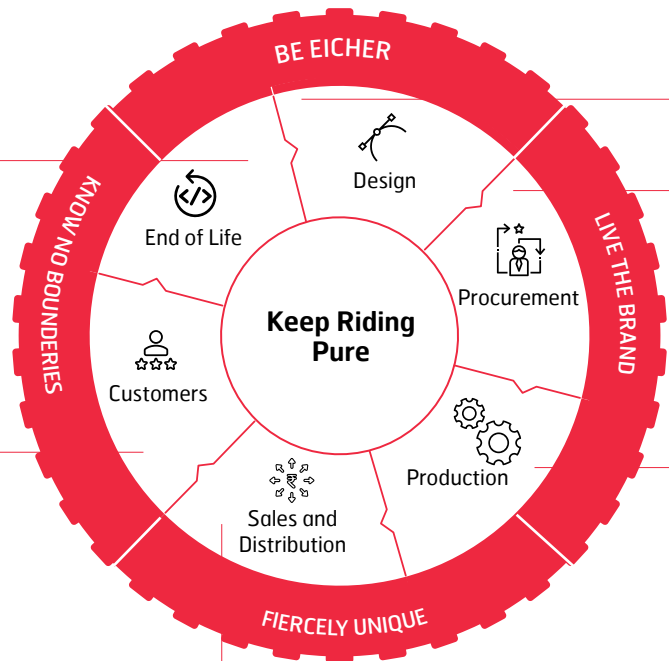 BE EICHER
Design
End of Life
KNOW NO BOUNDERIES
LIVE THE BRAND
Procurement
Keep Riding
Pure
Customers
Production
Sales and
Distribution
FIERCELY UNIQUE